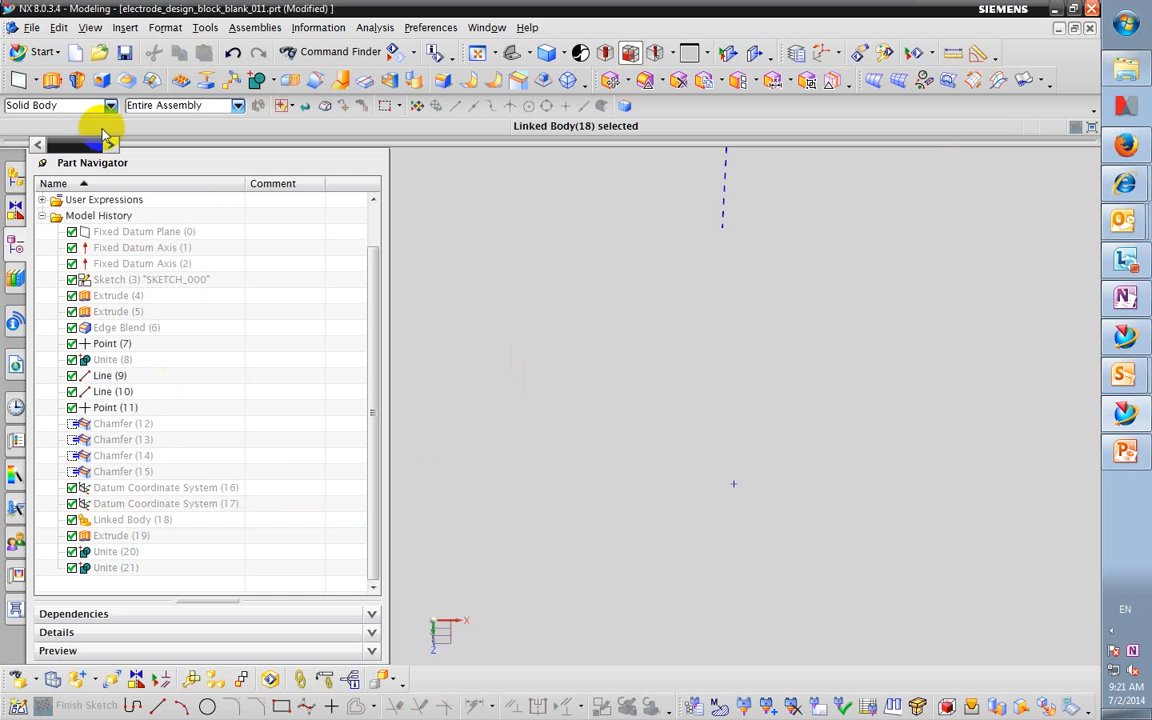 NX 8.0.3.4 - Modeling - [electrode_design_block_blank_011.prt (Modified) ]
SIEMENS
File Edit View Insert Format Tools Assemblies Information Analysis Preferences Window Help
Start
Command Finder
Solid Body
Entire Assembly
Linked Body(18) selected
Part Navigator
Name
Comment
User Expressions
Model History
Fixed Datum Plane (0)
Fixed Datum Axis (1)
Fixed Datum Axis (2)
Sketch (3) "SKETCH_000"
Extrude (4)
Extrude (5)
Edge Blend (6)
Point (7)
Unite (8)
Line (9)
Line (10)
Point (11)
Chamfer (12)
Chamfer (13)
Chamfer (14)
Chamfer (15)
Datum Coordinate System (16)
Datum Coordinate System (17)
Linked Body (18)
Extrude (19)
Unite (20)
Unite (21)
Dependencies
Details
Preview
X
Z
Finish Sketch
EN
9:21 AM
7/2/2014